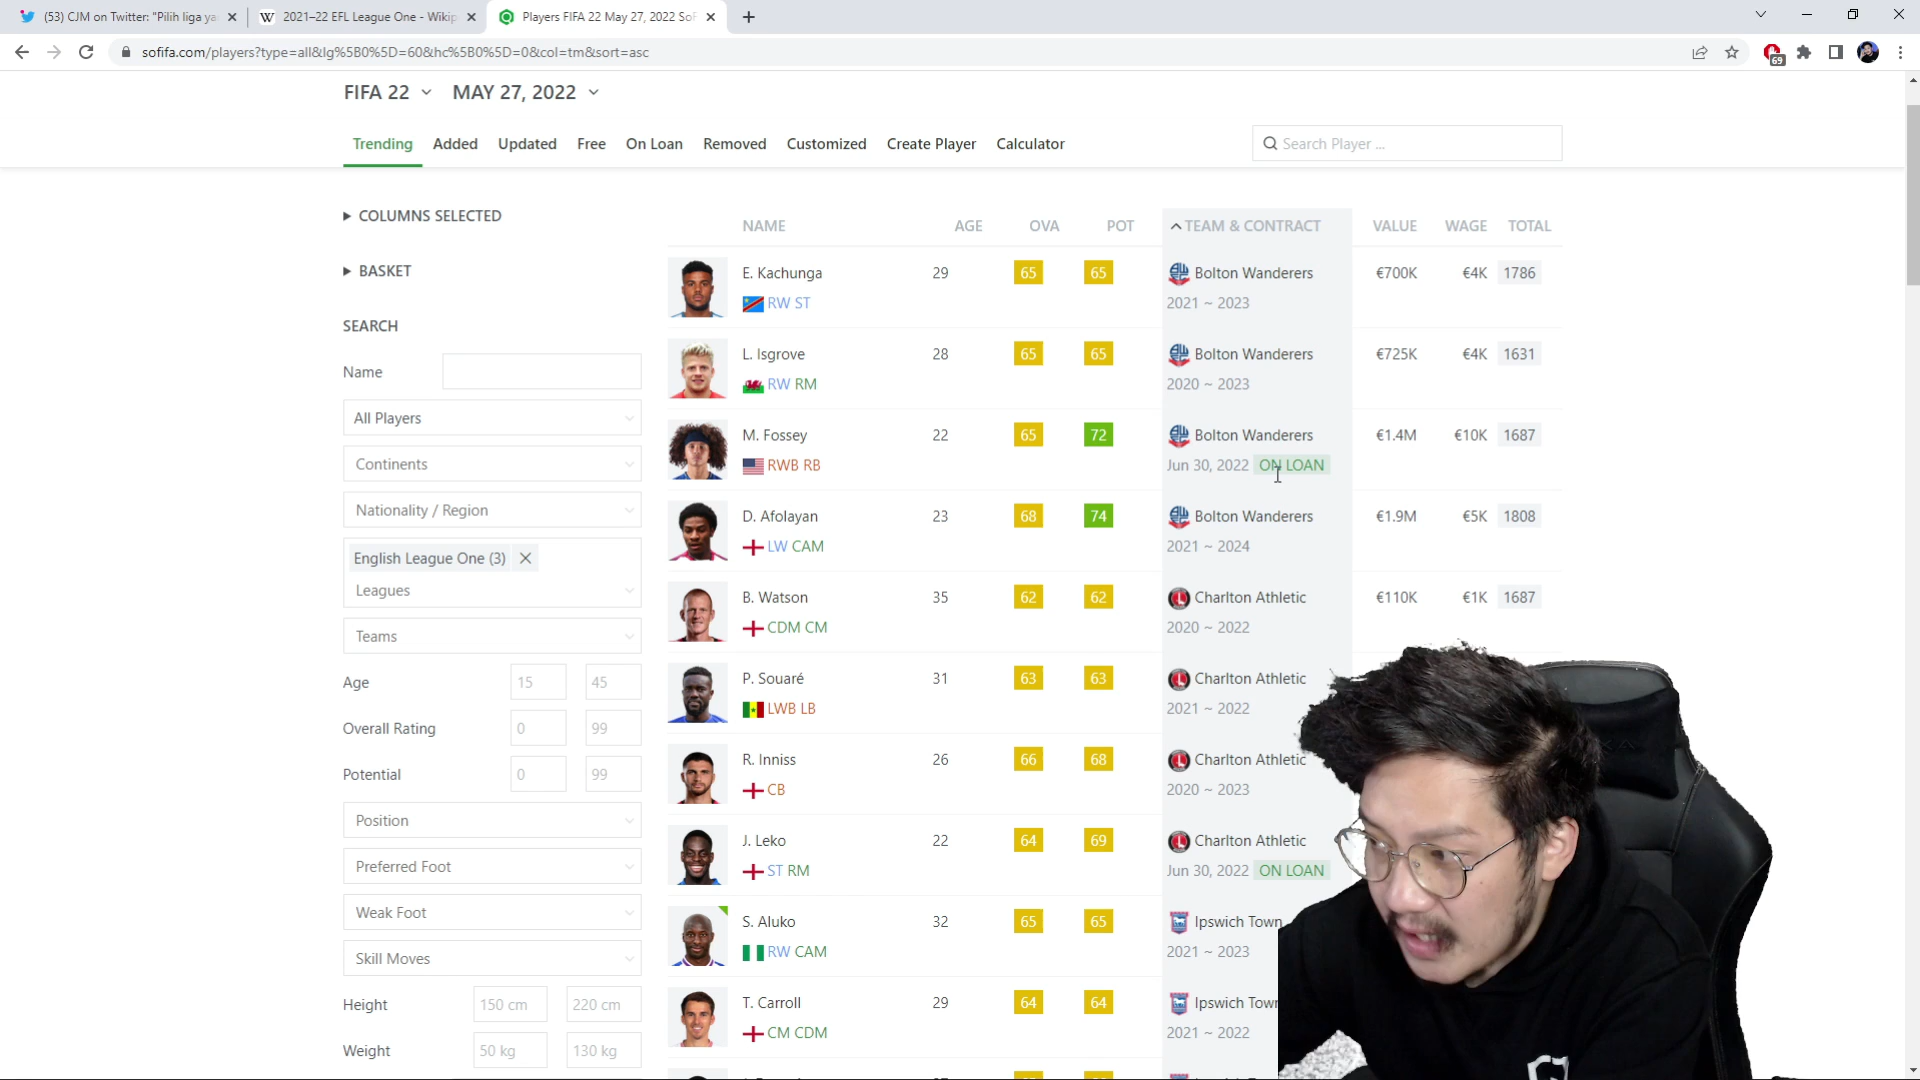 (53) CJM on Twitter: "Pilih liga ya
2021–22 EFL League One - Wikip
Players FIFA 22 May 27, 2022 SoF
sofifa.com/players?type=all&lg%5B0%5D=60&hc%5B0%5D=0&col=tm&sort=asc
69
FIFA 22 MAY 27, 2022
Trending Added Updated Free On Loan Removed Customized Create Player Calculator
Search Player ...
COLUMNS SELECTED
BASKET
SEARCH
Name
All Players
Continents
Nationality / Region
English League One (3)
Leagues
Teams
Age 15 45
Overall Rating 0 99
Potential 0 99
Position
Preferred Foot
Weak Foot
Skill Moves
Height 150 cm 220 cm
Weight 50 kg 130 kg
NAME AGE OVA POT TEAM & CONTRACT VALUE WAGE TOTAL
E. Kachunga 29 65 65 Bolton Wanderers €700K €4K 1786
RW ST 2021 ~ 2023
L. Isgrove 28 65 65 Bolton Wanderers €725K €4K 1631
RW RM 2020 ~ 2023
M. Fossey 22 65 72 Bolton Wanderers €1.4M €10K 1687
RWB RB Jun 30, 2022 ON LOAN
D. Afolayan 23 68 74 Bolton Wanderers €1.9M €5K 1808
LW CAM 2021 ~ 2024
B. Watson 35 62 62 Charlton Athletic €110K €1K 1687
CDM CM 2020 ~ 2022
P. Souaré 31 63 63 Charlton Athletic
LWB LB 2021 ~ 2022
R. Inniss 26 66 68 Charlton Athletic
CB 2020 ~ 2023
J. Leko 22 64 69 Charlton Athletic
ST RM Jun 30, 2022 ON LOAN
S. Aluko 32 65 65 Ipswich Town
RW CAM 2021 ~ 2023
T. Carroll 29 64 64 Ipswich Town
CM CDM 2021 ~ 2022